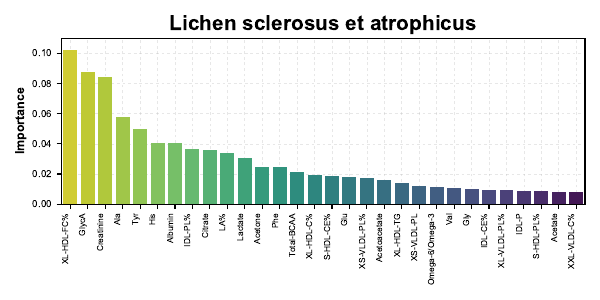 Lichen sclerosus et atrophicus
Importance
0.10
0.08
0.06
0.04
0.02
0.00
XL-HDL-FC%
GlycA
Creatinine
Ala
Tyr
His
Albumin
IDL-PL%
Citrate
LA%
Lactate
Acetone
Phe
Total-BCAA
XL-HDL-C%
S-HDL-CE%
Glu
XS-VLDL-PL%
Acetoacetate
XL-HDL-TG
XS-VLDL-PL
Omega-6/Omega-3
Val
Gly
IDL-CE%
XL-VLDL-PL%
IDL-P
S-HDL-PL%
Acetate
XXL-VLDL-C%